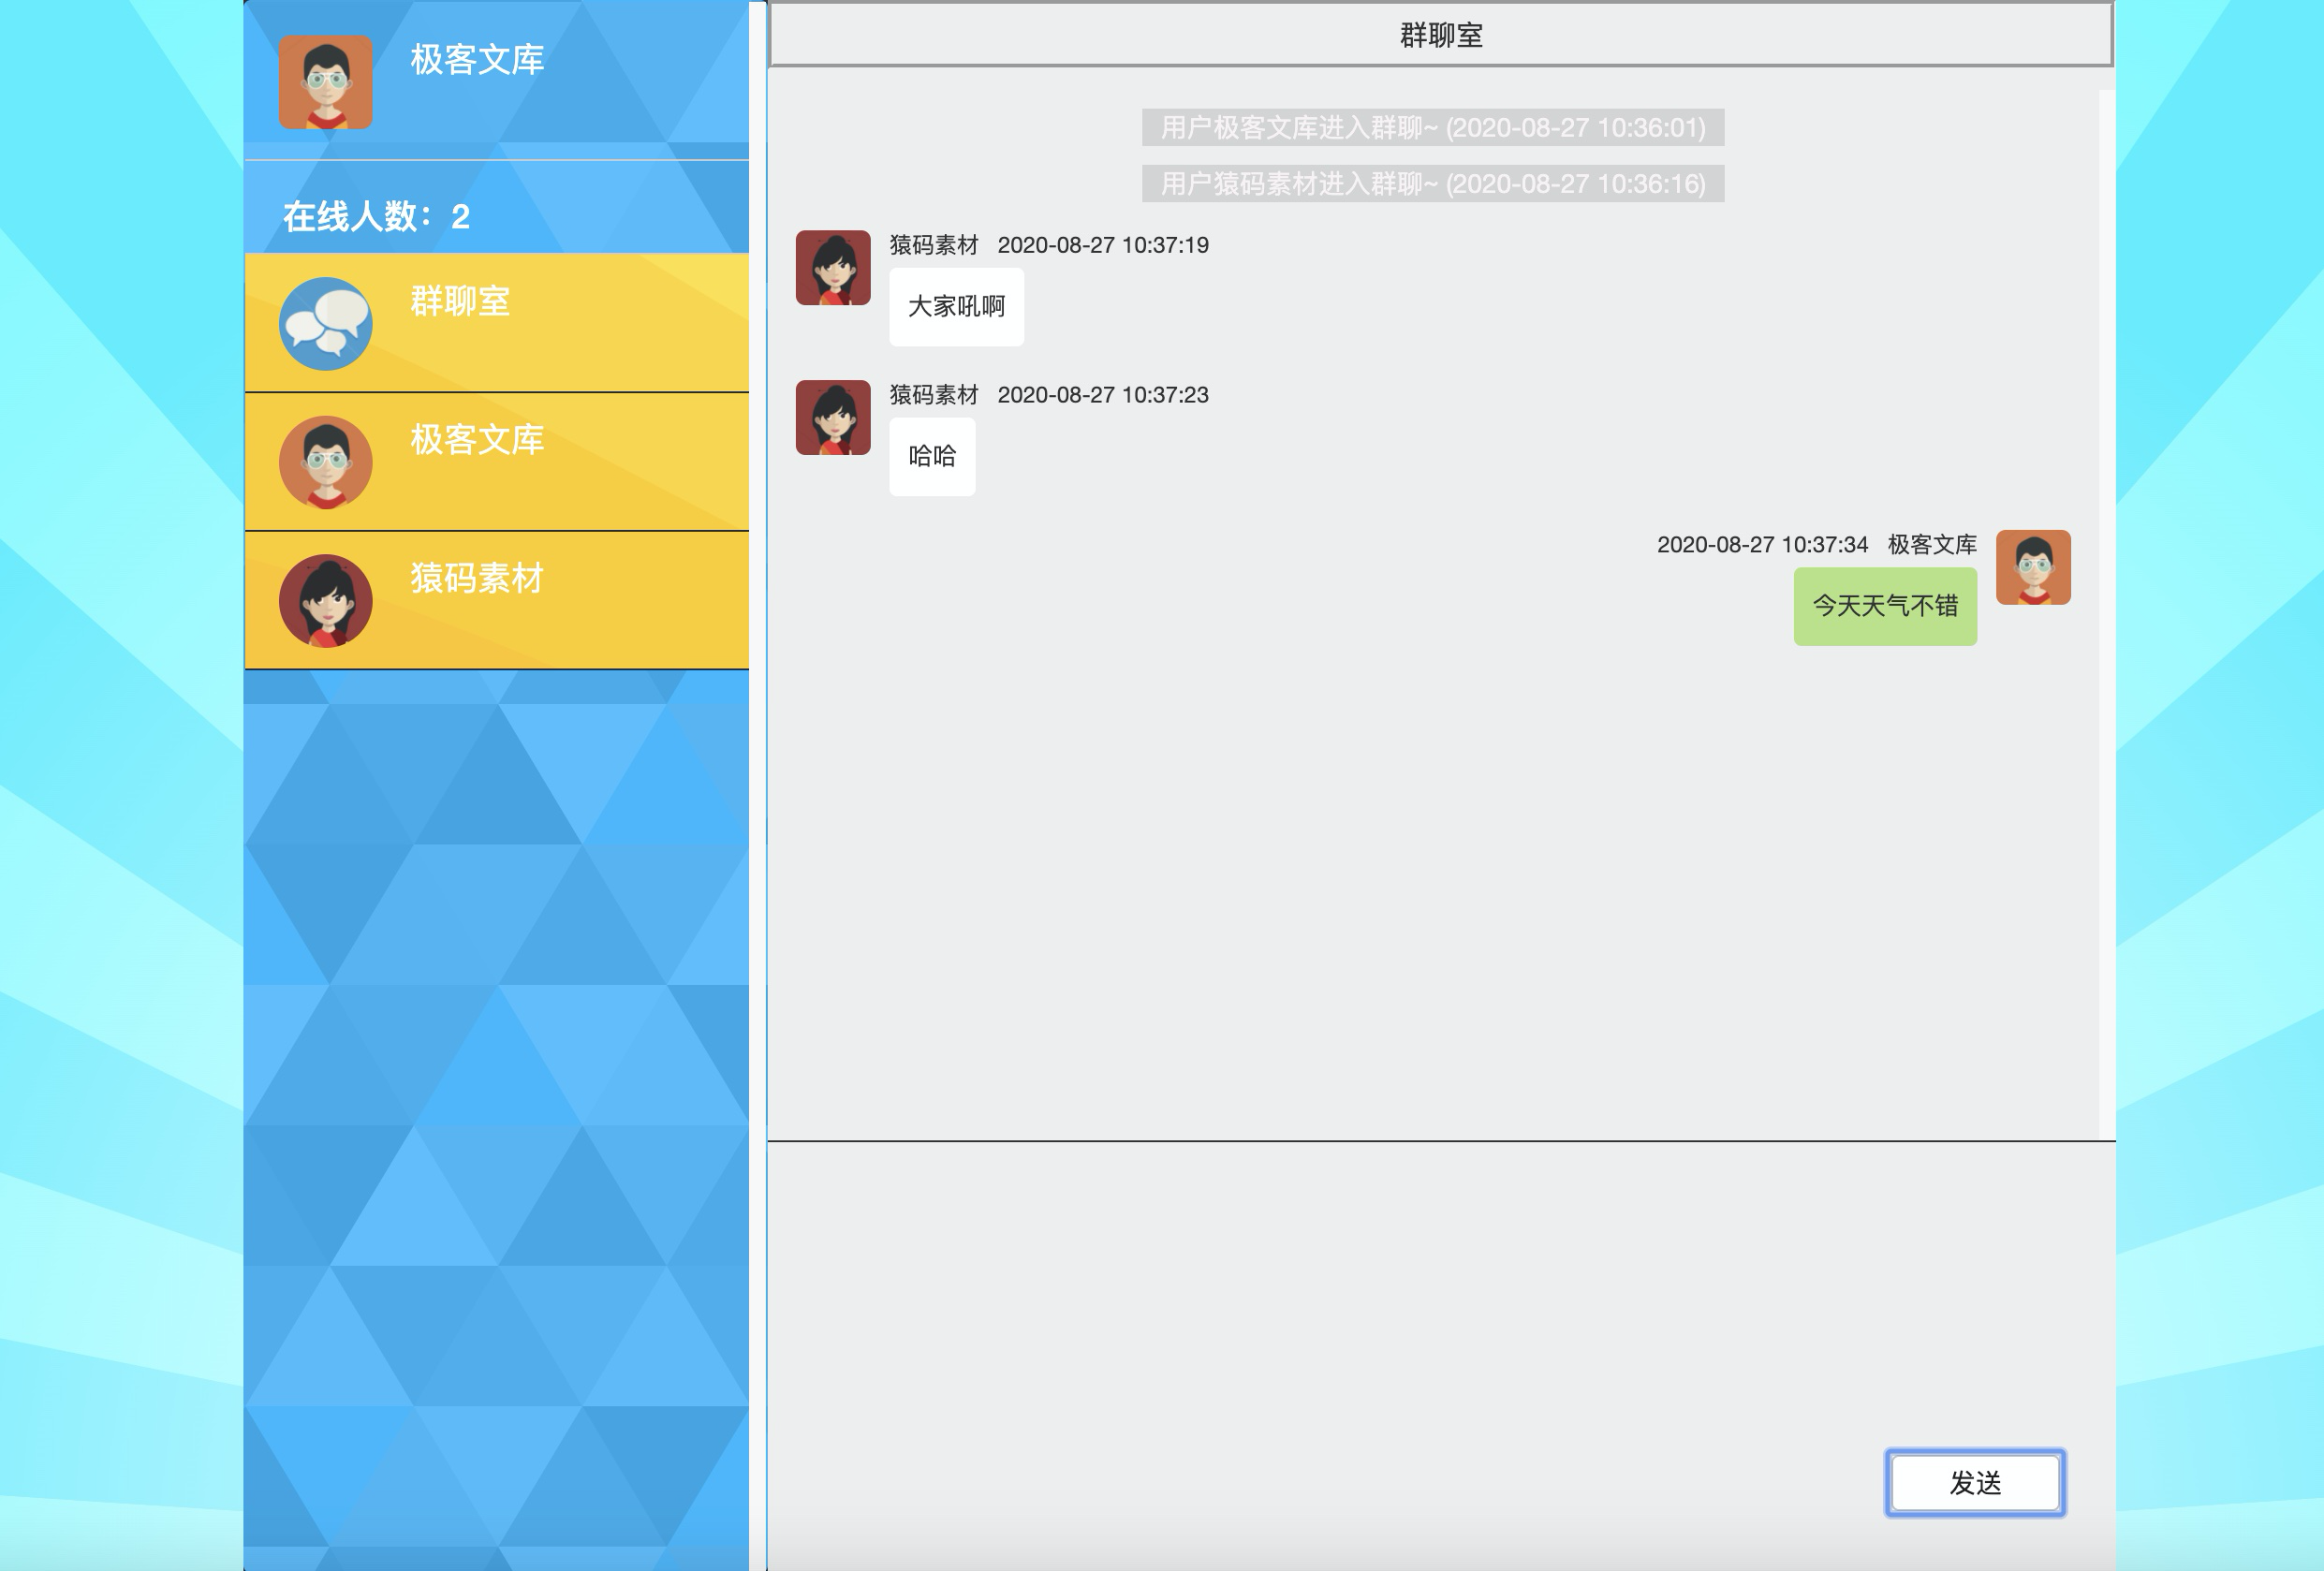 极客文库
在线人数：2
群聊室
极客文库
猿码素材
群聊室
用户极客文库进入群聊~ (2020-08-27 10:36:01)
用户猿码素材进入群聊~ (2020-08-27 10:36:16)
猿码素材 2020-08-27 10:37:19
大家吼啊
猿码素材 2020-08-27 10:37:23
哈哈
2020-08-27 10:37:34 极客文库
今天天气不错
发送